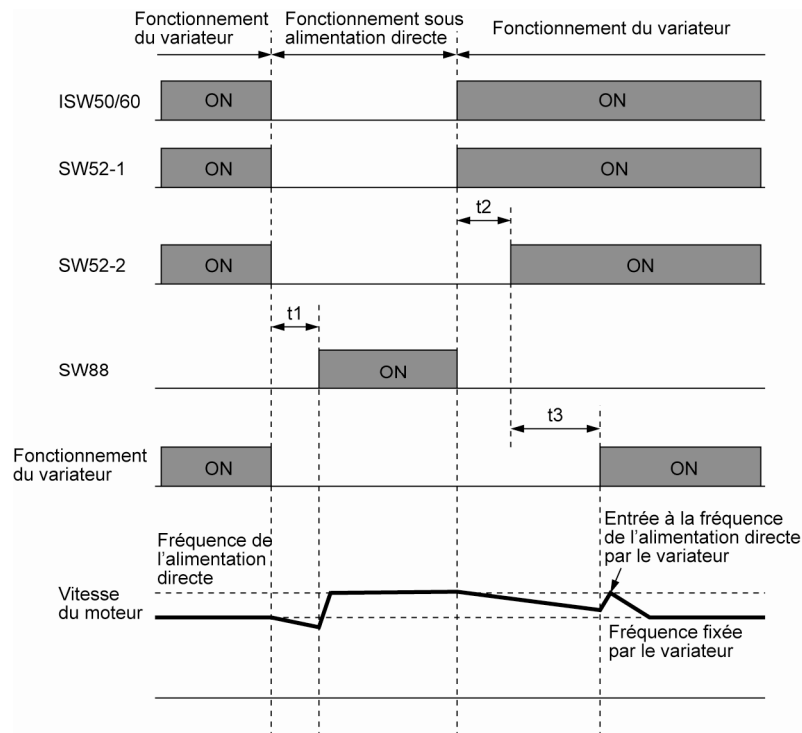 Fonctionnement
du variateur
Fonctionnement sous
alimentation directe
Fonctionnement du variateur
ISW50/60
ON
ON
SW52-1
ON
ON
t2
SW52-2
ON
ON
t1
SW88
ON
t3
Fonctionnement
du variateur
ON
ON
Entrée à la fréquence
de l'alimentation directe
par le variateur
Fréquence de
l'alimentation
directe
Vitesse
du moteur
Fréquence fixée
par le variateur